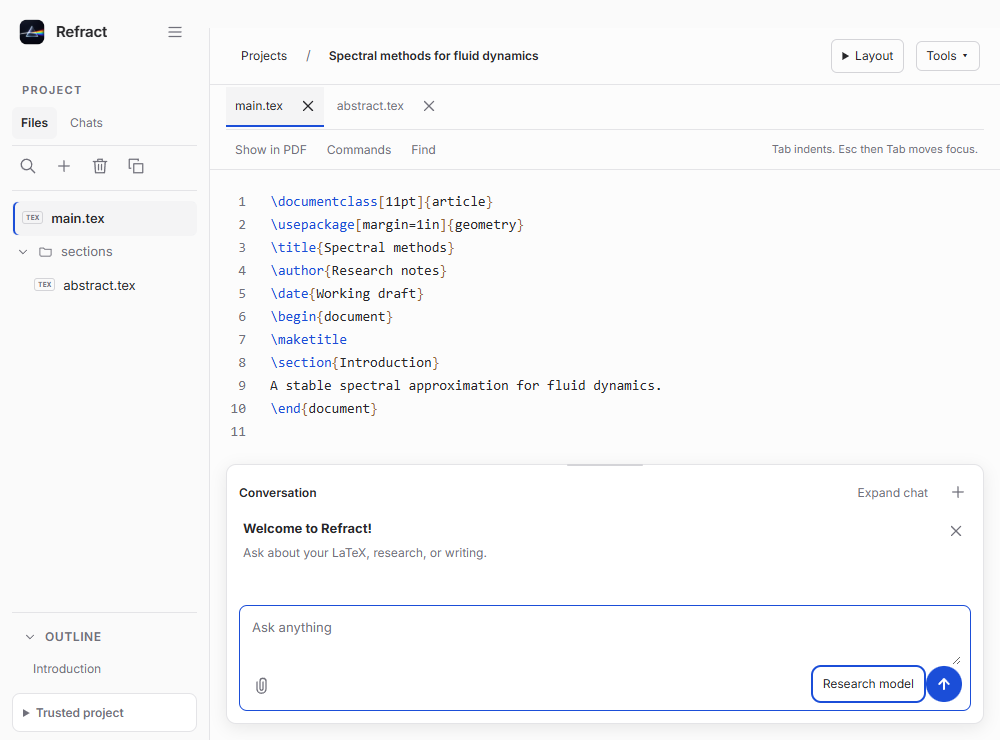 Refract
PROJECT
Files
Chats
TEX main.tex
sections
TEX abstract.tex
OUTLINE
Introduction
Trusted project
Projects / Spectral methods for fluid dynamics
Layout
Tools
main.tex
abstract.tex
Show in PDF
Commands
Find
Tab indents. Esc then Tab moves focus.
1 \documentclass[11pt]{article}
2 \usepackage[margin=1in]{geometry}
3 \title{Spectral methods}
4 \author{Research notes}
5 \date{Working draft}
6 \begin{document}
7 \maketitle
8 \section{Introduction}
9 A stable spectral approximation for fluid dynamics.
10 \end{document}
11
Conversation
Expand chat
Welcome to Refract!
Ask about your LaTeX, research, or writing.
Ask anything
Research model